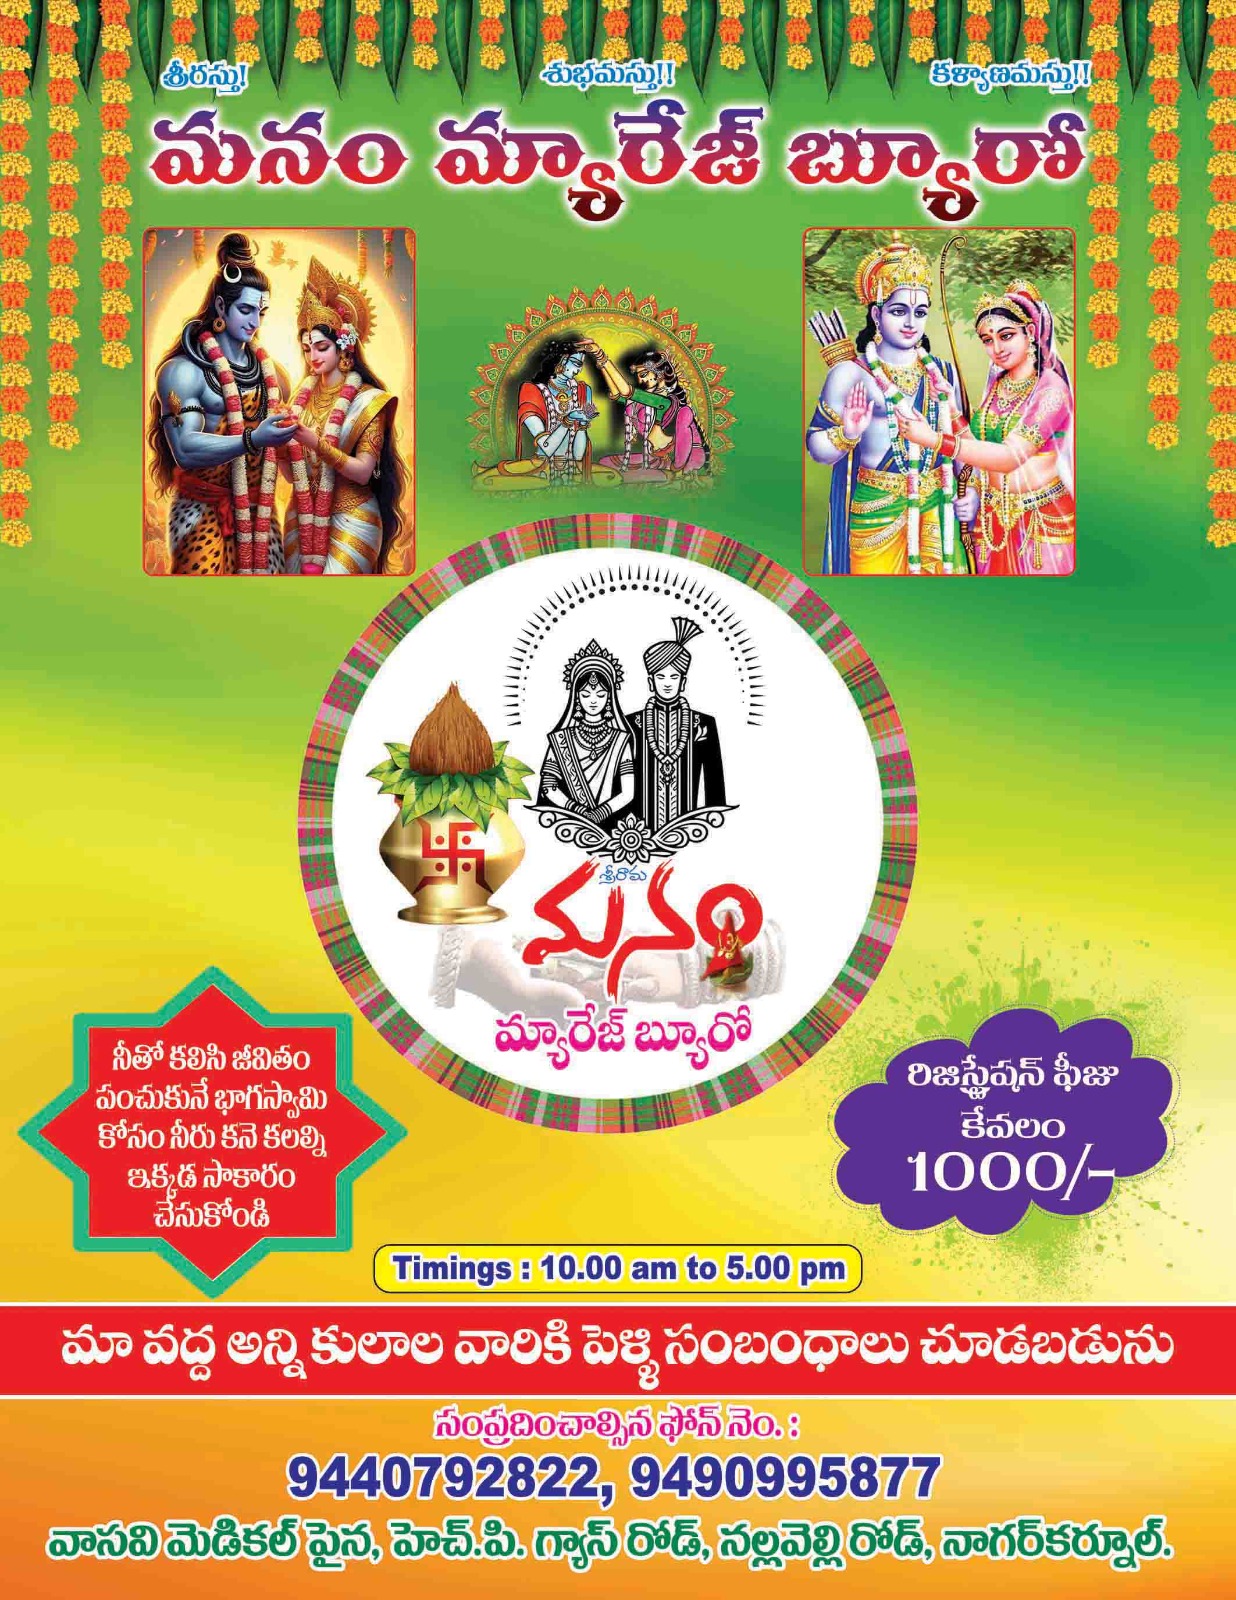 శ్రీరస్తు! శుభమస్తు!! కళ్యాణమస్తు!!
మనం మ్యారేజ్ బ్యూరో
శ్రీరామ
మనం
మ్యారేజ్ బ్యూరో
నీతో కలిసి జీవితం
పంచుకునే భాగస్వామి
కోసం నీరు కనె కలల్ని
ఇక్కడ సాకారం
చేసుకోండి
రిజిస్ట్రేషన్ ఫీజు
కేవలం
1000/-
Timings : 10.00 am to 5.00 pm
మా వద్ద అన్ని కులాల వారికి పెళ్ళి సంబంధాలు చూడబడును
సంప్రదించాల్సిన ఫోన్ నెం. :
9440792822, 9490995877
వాసవి మెడికల్ పైన, హెచ్.పి. గ్యాస్ రోడ్, నల్లవెల్లి రోడ్, నాగర్‌కర్నూల్.